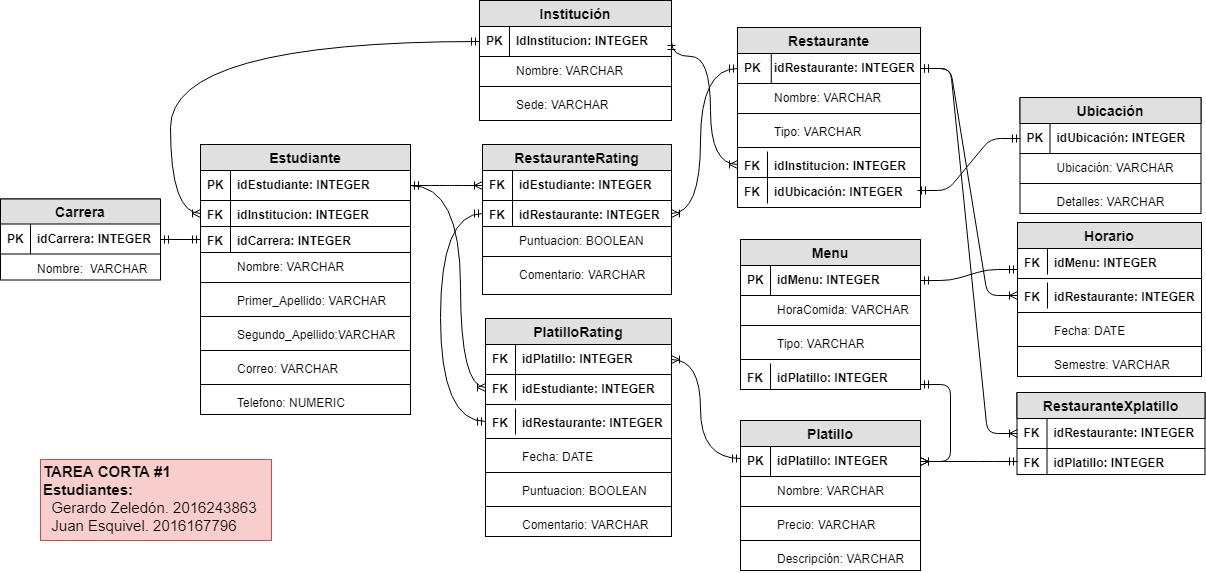 Institución
PK IdInstitucion: INTEGER
Nombre: VARCHAR
Sede: VARCHAR
Restaurante
PK idRestaurante: INTEGER
Nombre: VARCHAR
Tipo: VARCHAR
FK idInstitucion: INTEGER
FK idUbicación: INTEGER
Ubicación
PK idUbicación: INTEGER
Ubicación: VARCHAR
Detalles: VARCHAR
Estudiante
PK idEstudiante: INTEGER
FK idInstitucion: INTEGER
FK idCarrera: INTEGER
Nombre: VARCHAR
Primer_Apellido: VARCHAR
Segundo_Apellido:VARCHAR
Correo: VARCHAR
Telefono: NUMERIC
RestauranteRating
FK idEstudiante: INTEGER
FK idRestaurante: INTEGER
Puntuacion: BOOLEAN
Comentario: VARCHAR
Carrera
PK idCarrera: INTEGER
Nombre: VARCHAR
Menu
PK idMenu: INTEGER
HoraComida: VARCHAR
Tipo: VARCHAR
FK idPlatillo: INTEGER
Horario
FK idMenu: INTEGER
FK idRestaurante: INTEGER
Fecha: DATE
Semestre: VARCHAR
PlatilloRating
FK idPlatillo: INTEGER
FK idEstudiante: INTEGER
FK idRestaurante: INTEGER
Fecha: DATE
Puntuacion: BOOLEAN
Comentario: VARCHAR
Platillo
PK idPlatillo: INTEGER
Nombre: VARCHAR
Precio: VARCHAR
Descripción: VARCHAR
RestauranteXplatillo
FK idRestaurante: INTEGER
FK idPlatillo: INTEGER
TAREA CORTA #1
Estudiantes:
Gerardo Zeledón. 2016243863
Juan Esquivel. 2016167796